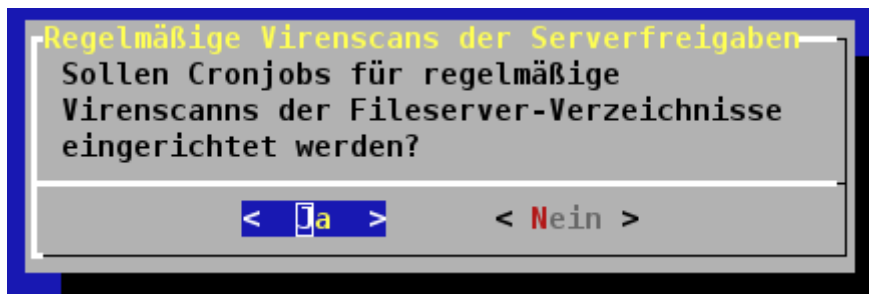 Regelmäßige Virenscans der Serverfreigaben
Sollen Cronjobs für regelmäßige
Virenscanns der Fileserver-Verzeichnisse
eingerichtet werden?
< Ja > < Nein >